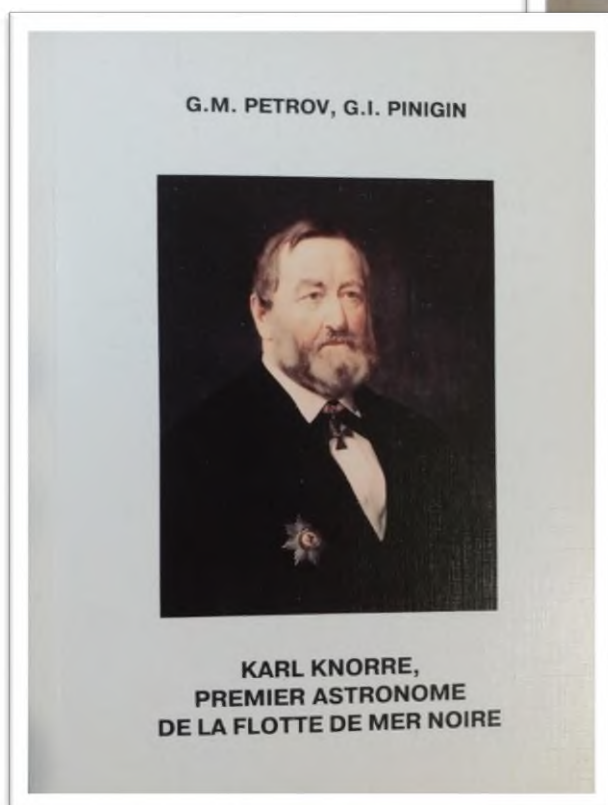 G.M. PETROV, G.I. PINIGIN
KARL KNORRE,
PREMIER ASTRONOME
DE LA FLOTTE DE MER NOIRE